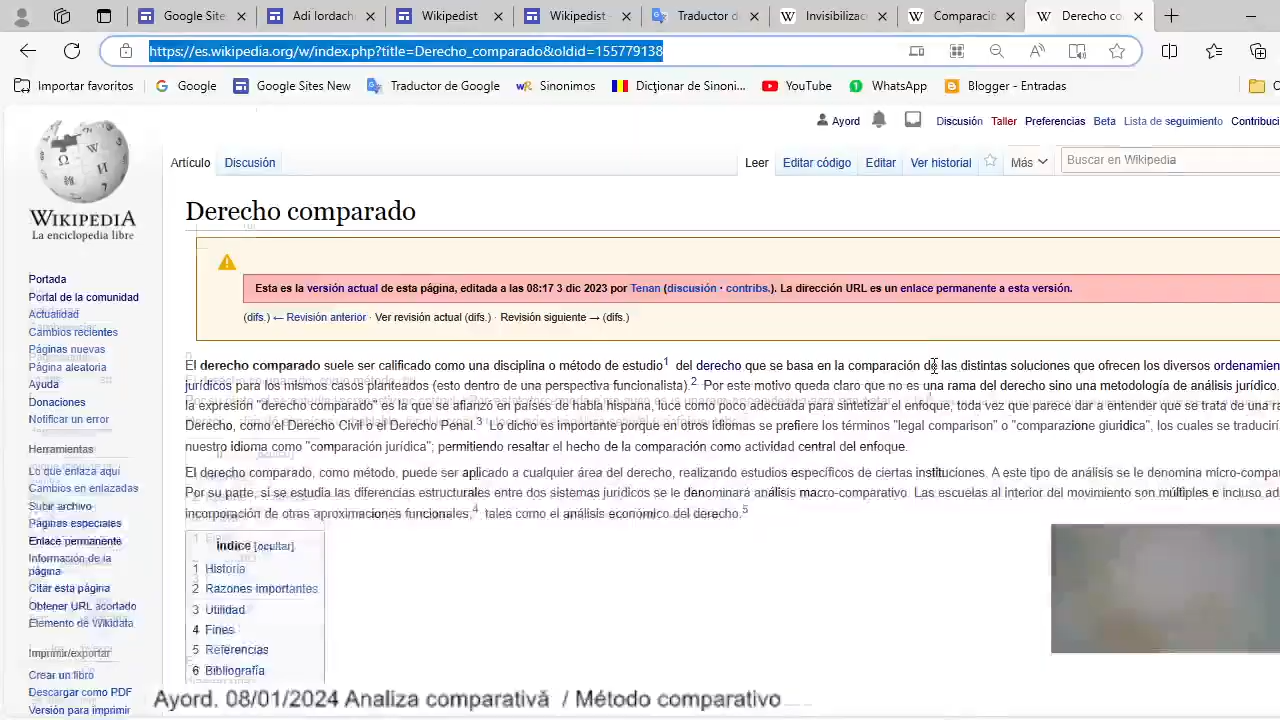 Google Site
Adi Iordach
Wikipedist
Wikipedist -
Traductor d
Invisibiliza
Comparació
Derecho co
https://es.wikipedia.org/w/index.php?title=Derecho_comparado&oldid=155779138
Importar favoritos
Google
Google Sites New
Traductor de Google
Sinonimos
Dicționar de Sinoni...
YouTube
WhatsApp
Blogger - Entradas
Ayord Discusión Taller Preferencias Beta Lista de seguimiento Contribuci
Artículo Discusión
Leer Editar código Editar Ver historial Más Buscar en Wikipedia
WIKIPEDIA
La enciclopedia libre
Portada
Portal de la comunidad
Actualidad
Cambios recientes
Páginas nuevas
Página aleatoria
Ayuda
Donaciones
Notificar un error
Herramientas
Lo que enlaza aquí
Cambios en enlazadas
Subir archivo
Páginas especiales
Enlace permanente
Información de la
página
Citar esta página
Obtener URL acortado
Elemento de Wikidata
Imprimir/exportar
Crear un libro
Descargar como PDF
Versión para imprimir
Derecho comparado
Esta es la versión actual de esta página, editada a las 08:17 3 dic 2023 por Tenan (discusión · contribs.). La dirección URL es un enlace permanente a esta versión.
(difs.) ← Revisión anterior · Ver revisión actual (difs.) · Revisión siguiente → (difs.)
El derecho comparado suele ser calificado como una disciplina o método de estudio1 del derecho que se basa en la comparación de las distintas soluciones que ofrecen los diversos ordenamien
jurídicos para los mismos casos planteados (esto dentro de una perspectiva funcionalista).2 Por este motivo queda claro que no es una rama del derecho sino una metodología de análisis jurídico.
la expresión "derecho comparado" es la que se afianzó en países de habla hispana, luce como poco adecuada para sintetizar el enfoque, toda vez que parece dar a entender que se trata de una ra
Derecho, como el Derecho Civil o el Derecho Penal.3 Lo dicho es importante porque en otros idiomas se prefiere los términos "legal comparison" o "comparazione giuridica", los cuales se traducirí
nuestro idioma como "comparación jurídica"; permitiendo resaltar el hecho de la comparación como actividad central del enfoque.
El derecho comparado, como método, puede ser aplicado a cualquier área del derecho, realizando estudios específicos de ciertas instituciones. A este tipo de análisis se le denomina micro-compar
Por su parte, si se estudia las diferencias estructurales entre dos sistemas jurídicos se le denominará análisis macro-comparativo. Las escuelas al interior del movimiento son múltiples e incluso ad
incorporación de otras aproximaciones funcionales,4 tales como el análisis económico del derecho.5
Índice [ocultar]
1 Historia
2 Razones importantes
3 Utilidad
4 Fines
5 Referencias
6 Bibliografía
Ayord. 08/01/2024 Analiza comparativă / Método comparativo